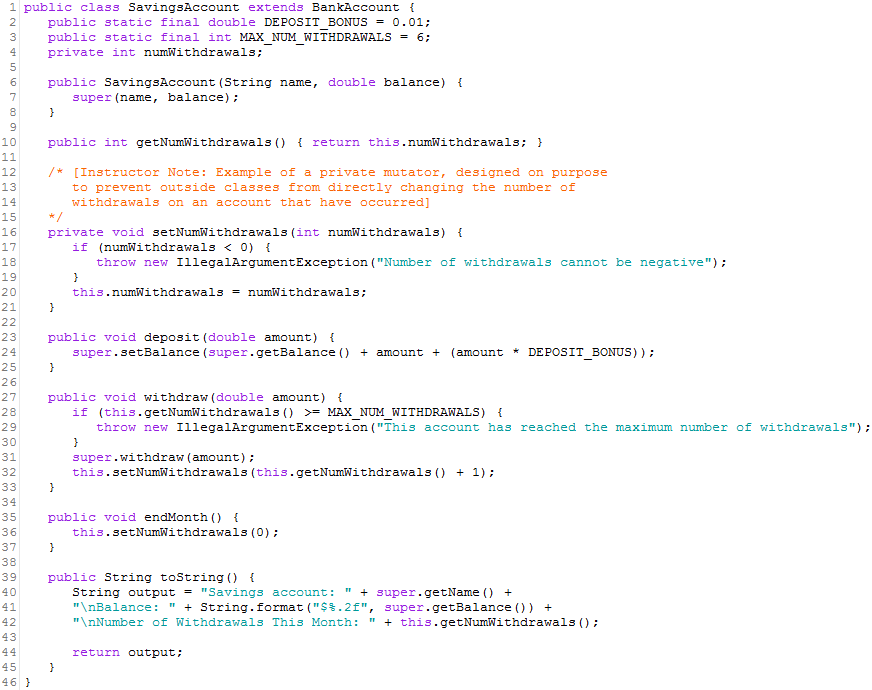 1 public class SavingsAccount extends BankAccount {
2    public static final double DEPOSIT_BONUS = 0.01;
3    public static final int MAX_NUM_WITHDRAWALS = 6;
4    private int numWithdrawals;
5
6    public SavingsAccount(String name, double balance) {
7       super(name, balance);
8    }
9
10    public int getNumWithdrawals() { return this.numWithdrawals; }
11
12    /* [Instructor Note: Example of a private mutator, designed on purpose
13       to prevent outside classes from directly changing the number of
14       withdrawals on an account that have occurred]
15    */
16    private void setNumWithdrawals(int numWithdrawals) {
17       if (numWithdrawals < 0) {
18          throw new IllegalArgumentException("Number of withdrawals cannot be negative");
19       }
20       this.numWithdrawals = numWithdrawals;
21    }
22
23    public void deposit(double amount) {
24       super.setBalance(super.getBalance() + amount + (amount * DEPOSIT_BONUS));
25    }
26
27    public void withdraw(double amount) {
28       if (this.getNumWithdrawals() >= MAX_NUM_WITHDRAWALS) {
29          throw new IllegalArgumentException("This account has reached the maximum number of withdrawals");
30       }
31       super.withdraw(amount);
32       this.setNumWithdrawals(this.getNumWithdrawals() + 1);
33    }
34
35    public void endMonth() {
36       this.setNumWithdrawals(0);
37    }
38
39    public String toString() {
40       String output = "Savings account: " + super.getName() +
41       "\nBalance: " + String.format("$%.2f", super.getBalance()) +
42       "\nNumber of Withdrawals This Month: " + this.getNumWithdrawals();
43
44       return output;
45    }
46 }